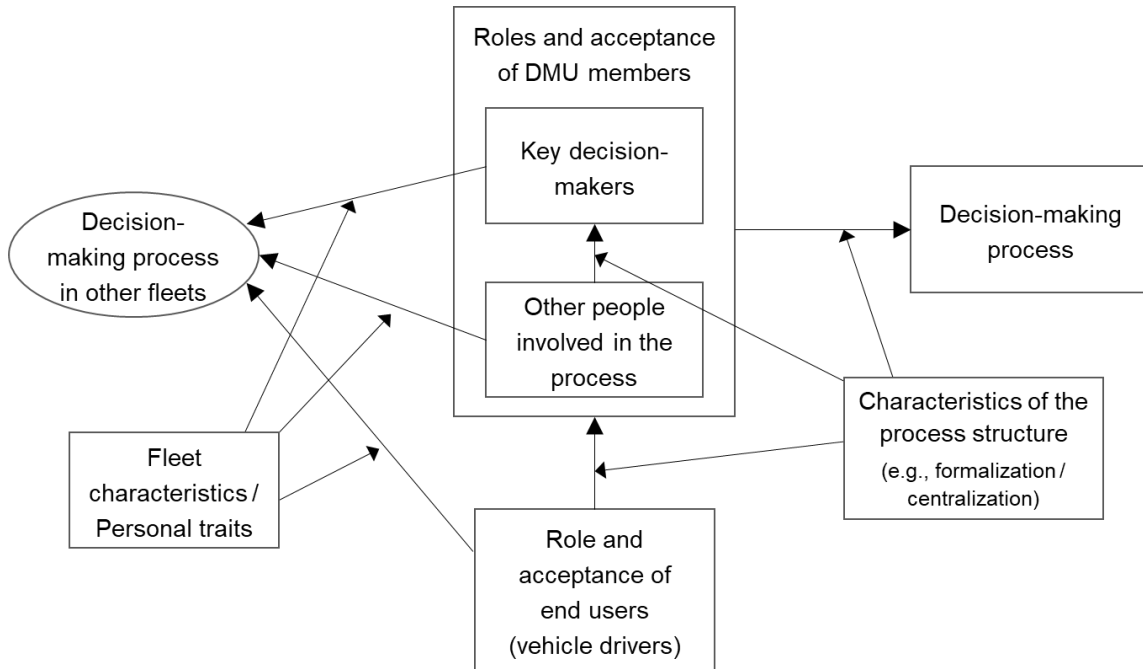 Roles and acceptance
of DMU members
Key decision-
makers
Decision-
making process
in other fleets
Decision-making
process
Other people
involved in the
process
Characteristics of the
process structure
(e.g., formalization /
centralization)
Fleet
characteristics /
Personal traits
Role and
acceptance of
end users
(vehicle drivers)